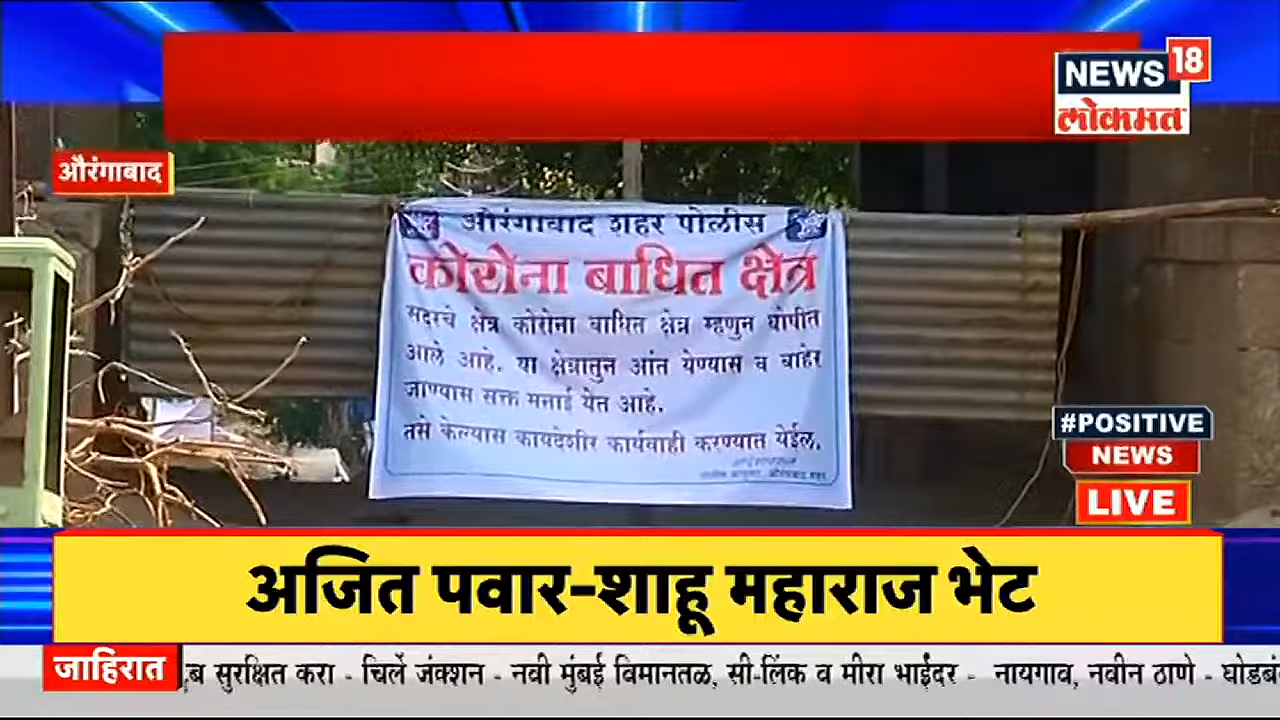 NEWS 18
लोकमत
औरंगाबाद
औरंगाबाद शहर पोलीस
कोरोना बाधित क्षेत्र
सदरचे क्षेत्र कोरोना बाधित क्षेत्र म्हणुन घोषीत
आले आहे. या क्षेत्रातुन आंत येण्यास व बाहेर
जाण्यास सक्त मनाई येत आहे.
तसे केल्यास कायदेशीर कार्यवाही करण्यात येईल.
#POSITIVE
NEWS
LIVE
अजित पवार-शाहू महाराज भेट
जाहिरात
सुरक्षित करा - चिर्ले जंक्शन - नवी मुंबई विमानतळ, सी-लिंक व मीरा भाईंदर - नायगाव, नवीन ठाणे - घोडबं